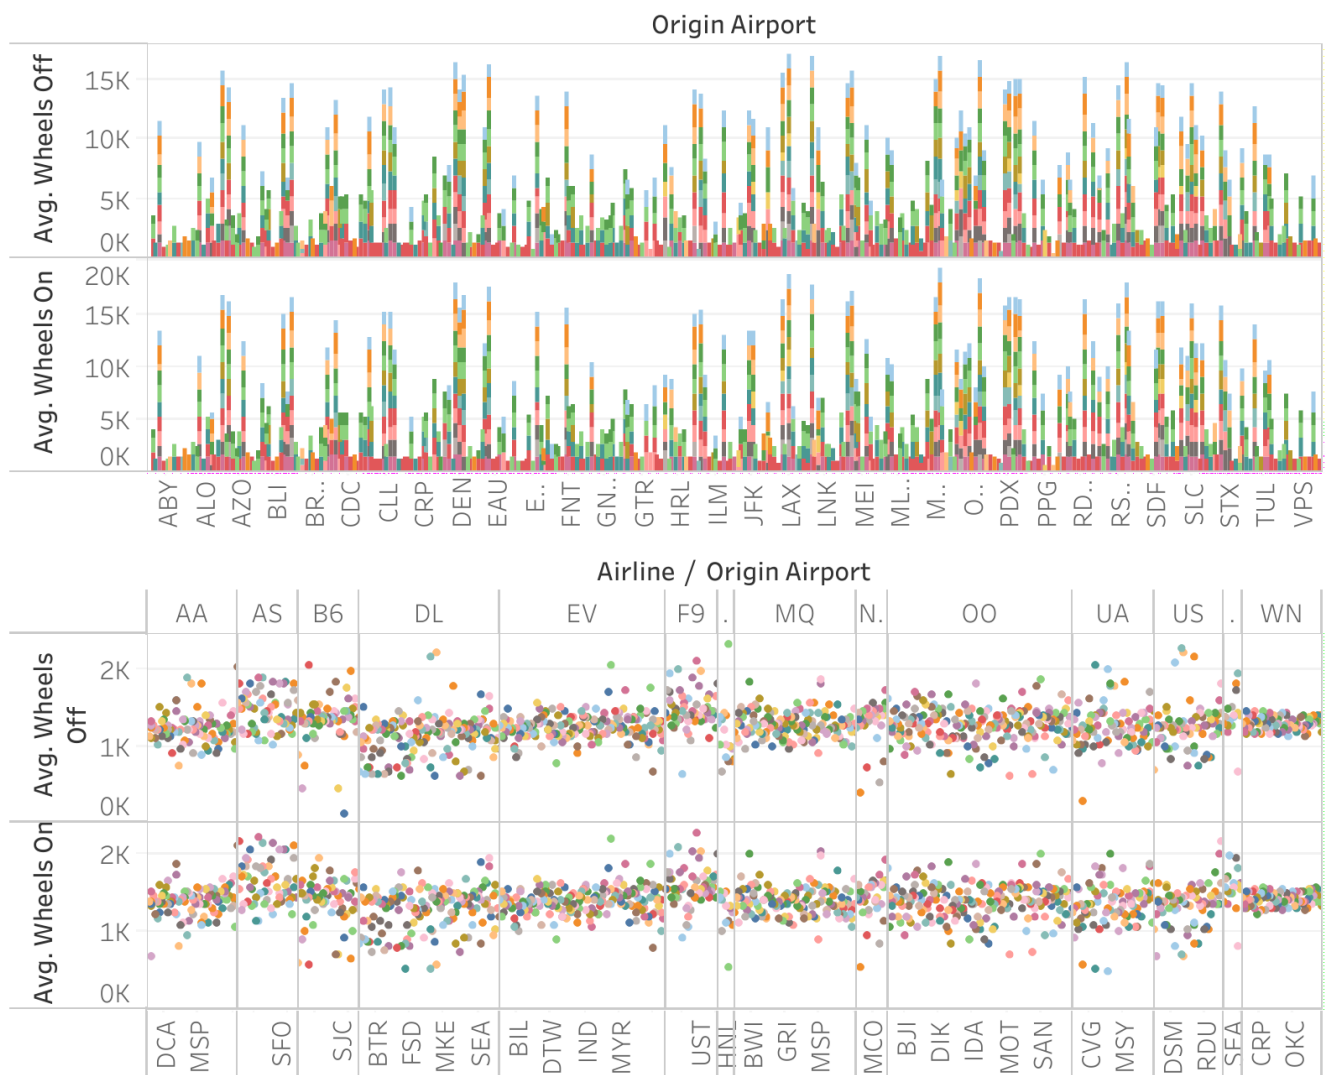 Origin Airport
Avg. Wheels Off
15K
10K
5K
0K
Avg. Wheels On
20K
15K
10K
5K
0K
ABY ALO AZO BLI BR.. CDC CLL CRP DEN EAU E.. FNT GN.. GTR HRL ILM JFK LAX LNK MEI ML.. M.. O.. PDX PPG RD.. RS.. SDF SLC STX TUL VPS
Airline / Origin Airport
AA AS B6 DL EV F9 . MQ N. OO UA US . WN
Avg. Wheels
Off
2K
1K
0K
Avg. Wheels On
2K
1K
0K
DCA MSP SFO SJC BTR FSD MKE SEA BIL DTW IND MYR UST HNL BWI GRI MSP MCO BJI DIK IDA MOT SAN CVG MSY DSM RDU SEA CRP OKC